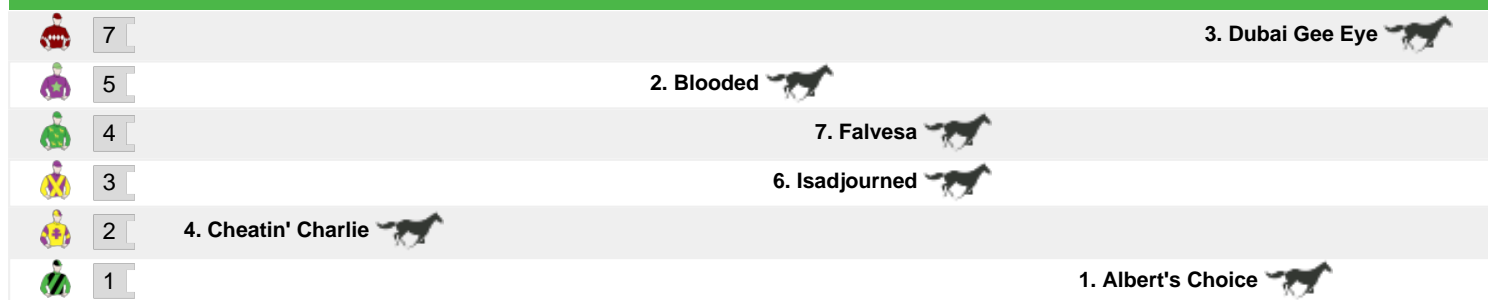 7 3. Dubai Gee Eye
5 2. Blooded
4 7. Falvesa
3 6. Isadjourned
2 4. Cheatin' Charlie
1 1. Albert's Choice